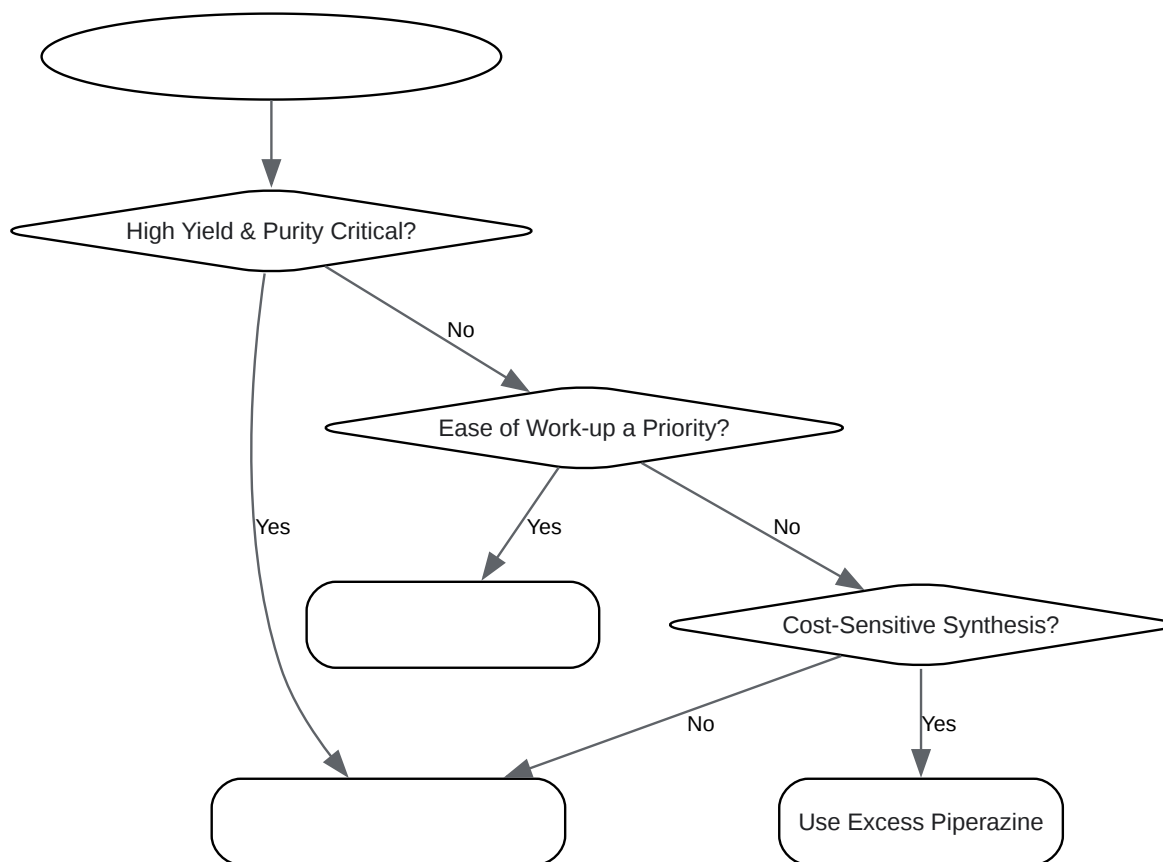 High Yield & Purity Critical?
No
Ease of Work-up a Priority?
Yes
Yes
No
Cost-Sensitive Synthesis?
No
Yes
Use Excess Piperazine